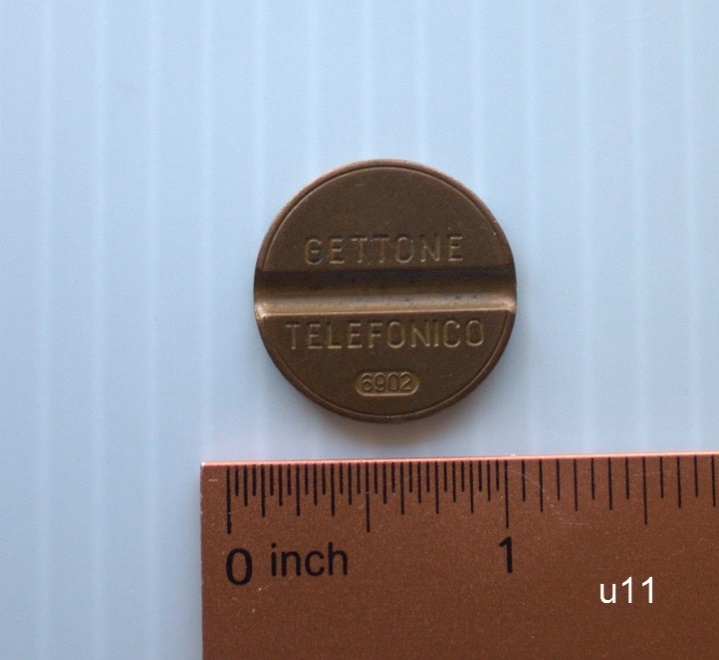 GETTONE
TELEFONICO
6902
0 inch 1
u11